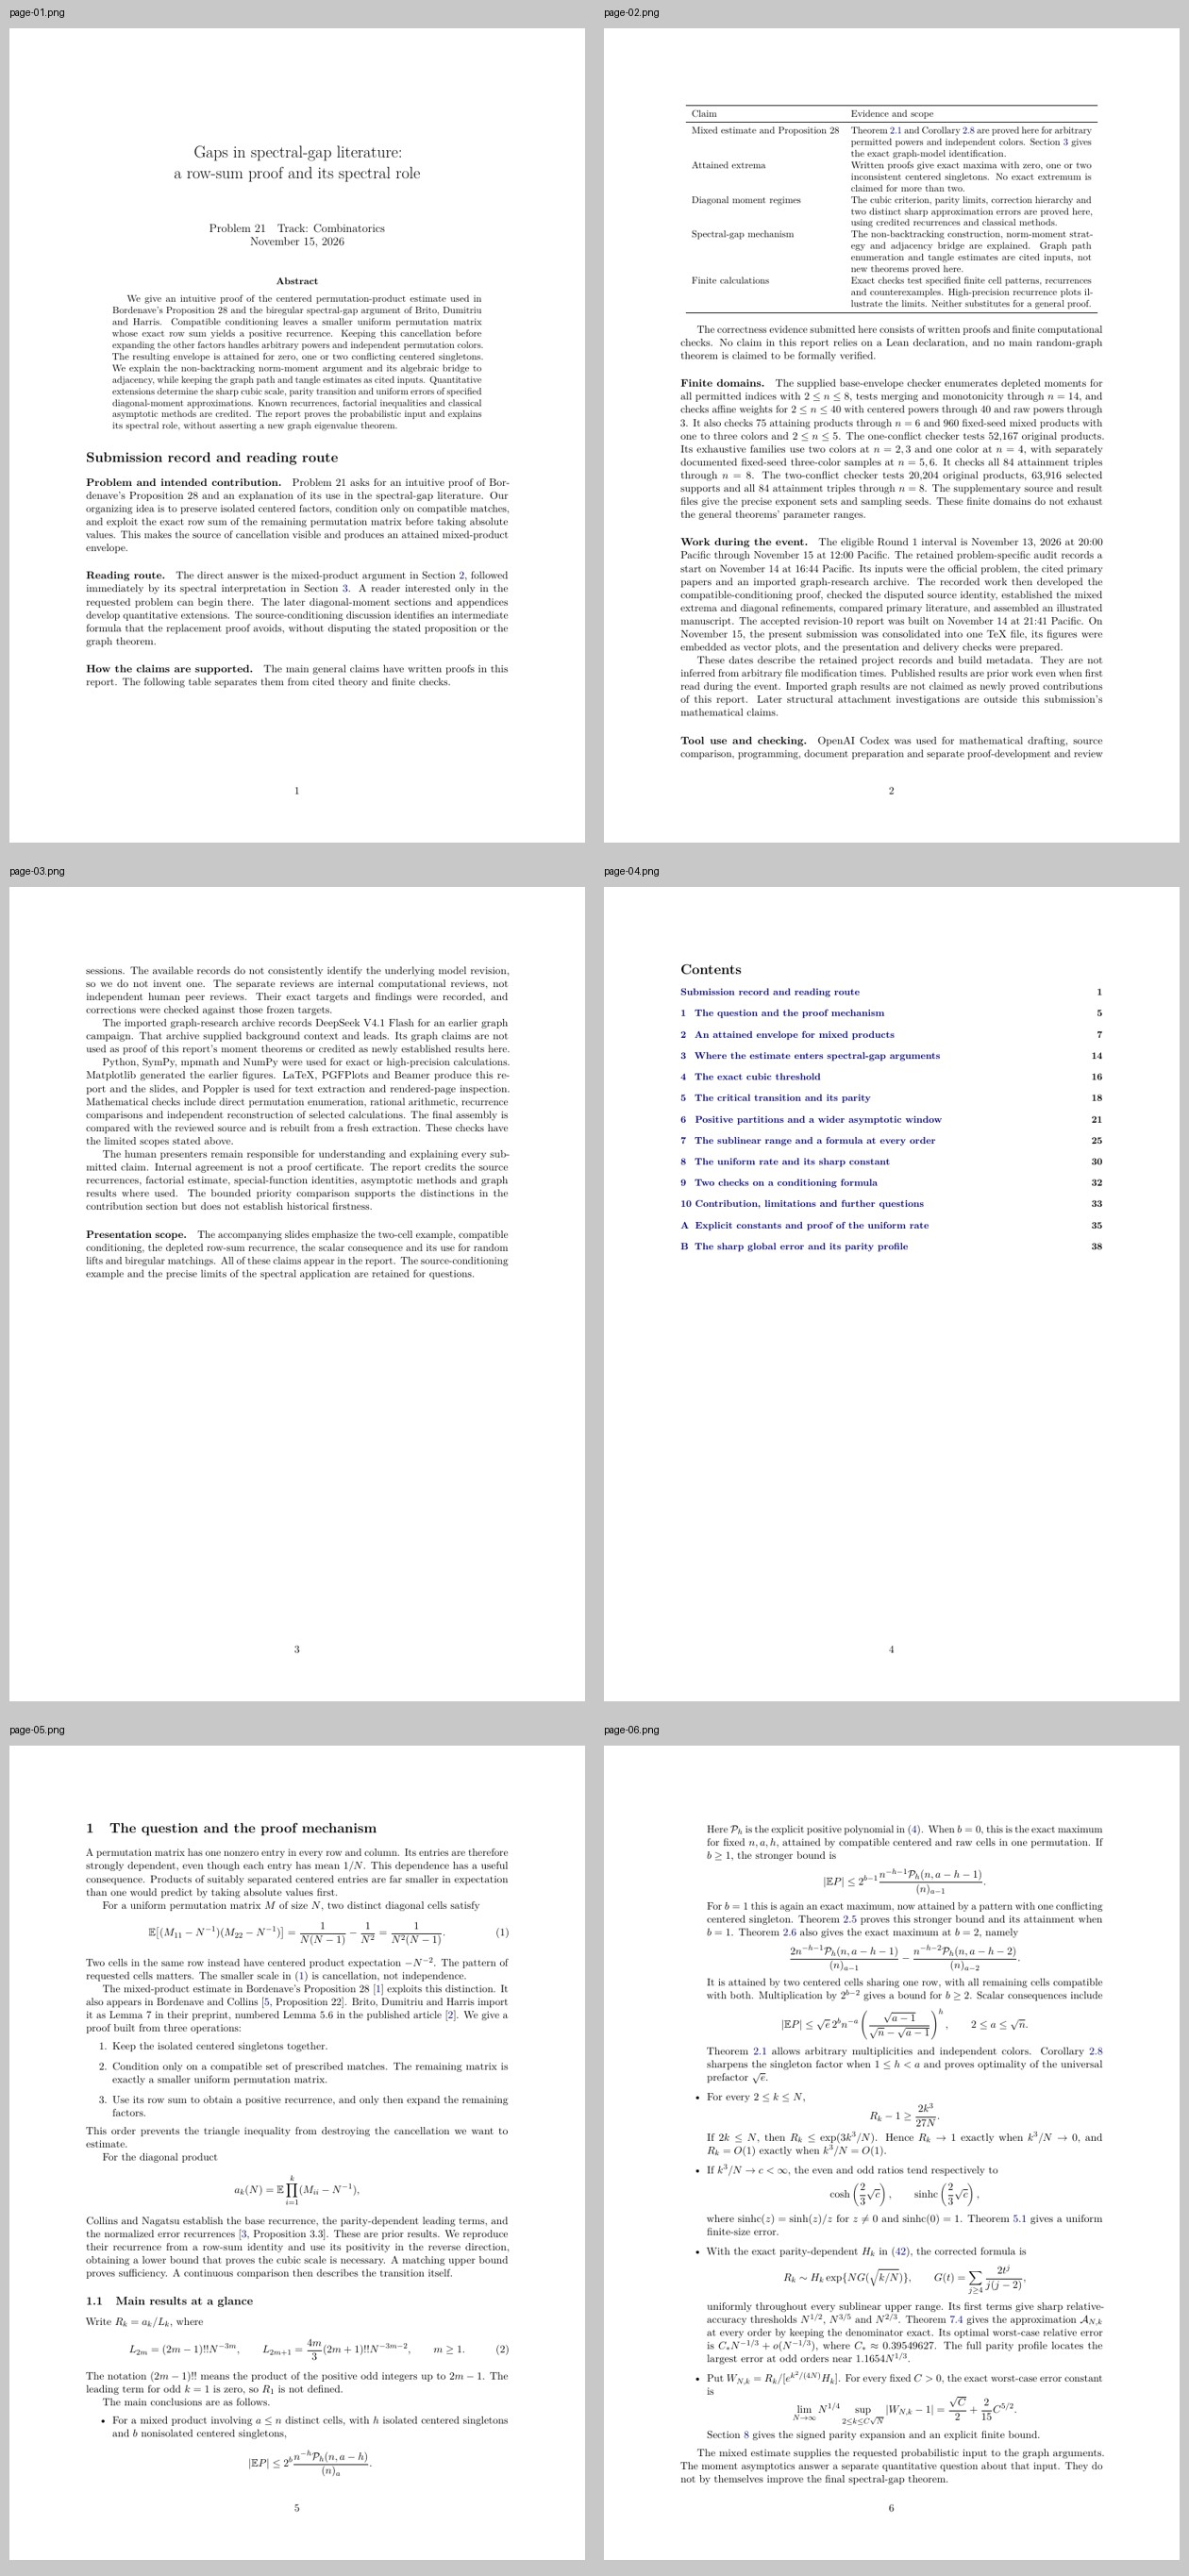 page-01.png
Gaps in spectral-gap literature:
a row-sum proof and its spectral role
Problem 21 Track: Combinatorics
November 15, 2026
Abstract
We give an intuitive proof of the centered permutation-product estimate used in
Bordenave's Proposition 28 and the biregular spectral-gap argument of Brito, Dumitriu
and Harris. Compatible conditioning leaves a smaller uniform permutation matrix
whose exact row sum yields a positive recurrence. Keeping this cancellation before
expanding the other factors handles arbitrary powers and independent permutation colors.
The resulting envelope is attained for zero, one or two conflicting centered singletons.
We explain the non-backtracking norm-moment argument and its algebraic bridge to
adjacency, while keeping the graph path and tangle estimates as cited inputs. Quantitative
extensions determine the sharp cubic scale, parity transition and uniform errors of specified
diagonal-moment approximations. Known recurrences, factorial inequalities and classical
asymptotic methods are credited. The report proves the probabilistic input and explains
its spectral role, without asserting a new graph eigenvalue theorem.
Submission record and reading route
Problem and intended contribution. Problem 21 asks for an intuitive proof of Bor-
denave's Proposition 28 and an explanation of its use in the spectral-gap literature. Our
organizing idea is to preserve isolated centered factors, condition only on compatible matches,
and exploit the exact row sum of the remaining permutation matrix before taking absolute
values. This makes the source of cancellation visible and produces an attained mixed-product
envelope.
Reading route. The direct answer is the mixed-product argument in Section 2, followed
immediately by its spectral interpretation in Section 3. A reader interested only in the
requested problem can begin there. The later diagonal-moment sections and appendices
develop quantitative extensions. The source-conditioning discussion identifies an intermediate
formula that the replacement proof avoids, without disputing the stated proposition or the
graph theorem.
How the claims are supported. The main general claims have written proofs in this
report. The following table separates them from cited theory and finite checks.
1
page-02.png
Claim Evidence and scope
Mixed estimate and Proposition 28 Theorem 2.1 and Corollary 2.8 are proved here for arbitrary
permitted powers and independent colors. Section 3 gives
the exact graph-model identification.
Attained extrema Written proofs give exact maxima with zero, one or two
inconsistent centered singletons. No exact extremum is
claimed for more than two.
Diagonal moment regimes The cubic criterion, parity limits, correction hierarchy and
two distinct sharp approximation errors are proved here,
using credited recurrences and classical methods.
Spectral-gap mechanism The non-backtracking construction, norm-moment strat-
egy and adjacency bridge are explained. Graph path
enumeration and tangle estimates are cited inputs, not
new theorems proved here.
Finite calculations Exact checks test specified finite cell patterns, recurrences
and counterexamples. High-precision recurrence plots il-
lustrate the limits. Neither substitutes for a general proof.
The correctness evidence submitted here consists of written proofs and finite computational
checks. No claim in this report relies on a Lean declaration, and no main random-graph
theorem is claimed to be formally verified.
Finite domains. The supplied base-envelope checker enumerates depleted moments for
all permitted indices with 2 ≤ n ≤ 8, tests merging and monotonicity through n = 14, and
checks affine weights for 2 ≤ n ≤ 40 with centered powers through 40 and raw powers through
3. It also checks 75 attaining products through n = 6 and 960 fixed-seed mixed products with
one to three colors and 2 ≤ n ≤ 5. The one-conflict checker tests 52,167 original products.
Its exhaustive families use two colors at n = 2, 3 and one color at n = 4, with separately
documented fixed-seed three-color samples at n = 5, 6. It checks all 84 attainment triples
through n = 8. The two-conflict checker tests 20,204 original products, 63,916 selected
supports and all 84 attainment triples through n = 8. The supplementary source and result
files give the precise exponent sets and sampling seeds. These finite domains do not exhaust
the general theorems' parameter ranges.
Work during the event. The eligible Round 1 interval is November 13, 2026 at 20:00
Pacific through November 15 at 12:00 Pacific. The retained problem-specific audit records a
start on November 14 at 16:44 Pacific. Its inputs were the official problem, the cited primary
papers and an imported graph-research archive. The recorded work then developed the
compatible-conditioning proof, checked the disputed source identity, established the mixed
extrema and diagonal refinements, compared primary literature, and assembled an illustrated
manuscript. The accepted revision-10 report was built on November 14 at 21:41 Pacific. On
November 15, the present submission was consolidated into one TeX file, its figures were
embedded as vector plots, and the presentation and delivery checks were prepared.
These dates describe the retained project records and build metadata. They are not
inferred from arbitrary file modification times. Published results are prior work even when first
read during the event. Imported graph results are not claimed as newly proved contributions
of this report. Later structural attachment investigations are outside this submission's
mathematical claims.
Tool use and checking. OpenAI Codex was used for mathematical drafting, source
comparison, programming, document preparation and separate proof-development and review
2
page-03.png
sessions. The available records do not consistently identify the underlying model revision,
so we do not invent one. The separate reviews are internal computational reviews, not
independent human peer reviews. Their exact targets and findings were recorded, and
corrections were checked against those frozen targets.
The imported graph-research archive records DeepSeek V4.1 Flash for an earlier graph
campaign. That archive supplied background context and leads. Its graph claims are not
used as proof of this report's moment theorems or credited as newly established results here.
Python, SymPy, mpmath and NumPy were used for exact or high-precision calculations.
Matplotlib generated the earlier figures. LaTeX, PGFPlots and Beamer produce this re-
port and the slides, and Poppler is used for text extraction and rendered-page inspection.
Mathematical checks include direct permutation enumeration, rational arithmetic, recurrence
comparisons and independent reconstruction of selected calculations. The final assembly is
compared with the reviewed source and is rebuilt from a fresh extraction. These checks have
the limited scopes stated above.
The human presenters remain responsible for understanding and explaining every sub-
mitted claim. Internal agreement is not a proof certificate. The report credits the source
recurrences, factorial estimate, special-function identities, asymptotic methods and graph
results where used. The bounded priority comparison supports the distinctions in the
contribution section but does not establish historical firstness.
Presentation scope. The accompanying slides emphasize the two-cell example, compatible
conditioning, the depleted row-sum recurrence, the scalar consequence and its use for random
lifts and biregular matchings. All of these claims appear in the report. The source-conditioning
example and the precise limits of the spectral application are retained for questions.
3
page-04.png
Contents
Submission record and reading route 1
1 The question and the proof mechanism 5
2 An attained envelope for mixed products 7
3 Where the estimate enters spectral-gap arguments 14
4 The exact cubic threshold 16
5 The critical transition and its parity 18
6 Positive partitions and a wider asymptotic window 21
7 The sublinear range and a formula at every order 25
8 The uniform rate and its sharp constant 30
9 Two checks on a conditioning formula 32
10 Contribution, limitations and further questions 33
A Explicit constants and proof of the uniform rate 35
B The sharp global error and its parity profile 38
4
page-05.png
1 The question and the proof mechanism
A permutation matrix has one nonzero entry in every row and column. Its entries are therefore
strongly dependent, even though each entry has mean 1/N. This dependence has a useful
consequence. Products of suitably separated centered entries are far smaller in expectation
than one would predict by taking absolute values first.
For a uniform permutation matrix M of size N, two distinct diagonal cells satisfy
𝔼[(M₁₁ − N⁻¹)(M₂₂ − N⁻¹)] = 1/(N(N − 1)) − 1/N² = 1/(N²(N − 1)). (1)
Two cells in the same row instead have centered product expectation −N⁻². The pattern of
requested cells matters. The smaller scale in (1) is cancellation, not independence.
The mixed-product estimate in Bordenave's Proposition 28 [1] exploits this distinction. It
also appears in Bordenave and Collins [5, Proposition 22]. Brito, Dumitriu and Harris import
it as Lemma 7 in their preprint, numbered Lemma 5.6 in the published article [2]. We give a
proof built from three operations:
1. Keep the isolated centered singletons together.
2. Condition only on a compatible set of prescribed matches. The remaining matrix is
exactly a smaller uniform permutation matrix.
3. Use its row sum to obtain a positive recurrence, and only then expand the remaining
factors.
This order prevents the triangle inequality from destroying the cancellation we want to
estimate.
For the diagonal product
a_k(N) = 𝔼 ∏_{i=1}^{k} (M_{ii} − N⁻¹),
Collins and Nagatsu establish the base recurrence, the parity-dependent leading terms, and
the normalized error recurrences [3, Proposition 3.3]. These are prior results. We reproduce
their recurrence from a row-sum identity and use its positivity in the reverse direction,
obtaining a lower bound that proves the cubic scale is necessary. A matching upper bound
proves sufficiency. A continuous comparison then describes the transition itself.
1.1 Main results at a glance
Write R_k = a_k/L_k, where
L_{2m} = (2m − 1)!!N^{−3m}, L_{2m+1} = (4m/3)(2m + 1)!!N^{−3m−2}, m ≥ 1. (2)
The notation (2m − 1)!! means the product of the positive odd integers up to 2m − 1. The
leading term for odd k = 1 is zero, so R₁ is not defined.
The main conclusions are as follows.
• For a mixed product involving a ≤ n distinct cells, with h isolated centered singletons
and b nonisolated centered singletons,
|𝔼P| ≤ 2^b n^{−h}𝒫_h(n, a − h)/(n)_a.
5
page-06.png
Here 𝒫_h is the explicit positive polynomial in (4). When b = 0, this is the exact maximum
for fixed n, a, h, attained by compatible centered and raw cells in one permutation. If
b ≥ 1, the stronger bound is
|𝔼P| ≤ 2^{b−1} n^{−h−1}𝒫_h(n, a − h − 1)/(n)_{a−1}.
For b = 1 this is again an exact maximum, now attained by a pattern with one conflicting
centered singleton. Theorem 2.5 proves this stronger bound and its attainment when
b = 1. Theorem 2.6 also gives the exact maximum at b = 2, namely
2n^{−h−1}𝒫_h(n, a − h − 1)/(n)_{a−1} − n^{−h−2}𝒫_h(n, a − h − 2)/(n)_{a−2}.
It is attained by two centered cells sharing one row, with all remaining cells compatible
with both. Multiplication by 2^{b−2} gives a bound for b ≥ 2. Scalar consequences include
|𝔼P| ≤ √e 2^b n^{−a} (√(a − 1)/(√n − √(a − 1)))^h, 2 ≤ a ≤ √n.
Theorem 2.1 allows arbitrary multiplicities and independent colors. Corollary 2.8
sharpens the singleton factor when 1 ≤ h < a and proves optimality of the universal
prefactor √e.
• For every 2 ≤ k ≤ N,
R_k − 1 ≥ 2k³/(27N).
If 2k ≤ N, then R_k ≤ exp(3k³/N). Hence R_k → 1 exactly when k³/N → 0, and
R_k = O(1) exactly when k³/N = O(1).
• If k³/N → c < ∞, the even and odd ratios tend respectively to
cosh(2/3 √c), sinhc(2/3 √c),
where sinhc(z) = sinh(z)/z for z ≠ 0 and sinhc(0) = 1. Theorem 5.1 gives a uniform
finite-size error.
• With the exact parity-dependent H_k in (42), the corrected formula is
R_k ∼ H_k exp{NG(√(k/N))}, G(t) = ∑_{j≥4} 2t^j/(j(j − 2)),
uniformly throughout every sublinear upper range. Its first terms give sharp relative-
accuracy thresholds N^{1/2}, N^{3/5} and N^{2/3}. Theorem 7.4 gives the approximation 𝒜_{N,k}
at every order by keeping the denominator exact. Its optimal worst-case relative error
is C_*N^{−1/3} + o(N^{−1/3}), where C_* ≈ 0.39549627. The full parity profile locates the
largest error at odd orders near 1.1654N^{1/3}.
• Put W_{N,k} = R_k/[e^{k²/(4N)}H_k]. For every fixed C > 0, the exact worst-case error constant
is
lim_{N→∞} N^{1/4} sup_{2≤k≤C√N} |W_{N,k} − 1| = √C/2 + (2/15)C^{5/2}.
Section 8 gives the signed parity expansion and an explicit finite bound.
The mixed estimate supplies the requested probabilistic input to the graph arguments.
The moment asymptotics answer a separate quantitative question about that input. They do
not by themselves improve the final spectral-gap theorem.
6